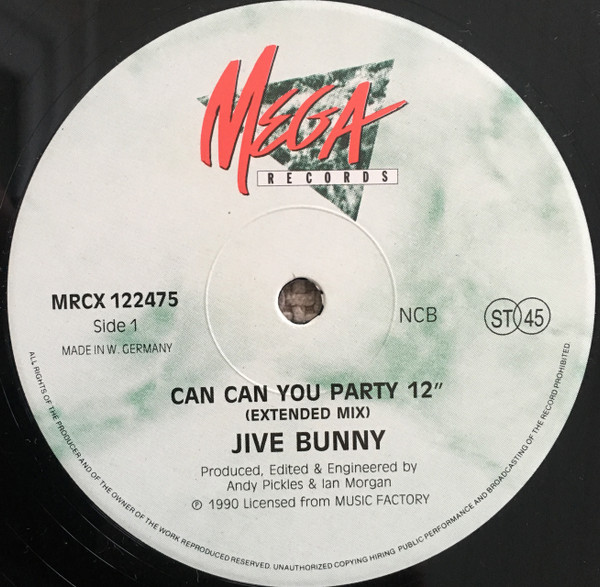 MEGA
RECORDS
MRCX 122475
Side 1
MADE IN W. GERMANY
NCB
ST 45
CAN CAN YOU PARTY 12"
(EXTENDED MIX)
JIVE BUNNY
Produced, Edited & Engineered by
Andy Pickles & Ian Morgan
℗ 1990 Licensed from MUSIC FACTORY
ALL RIGHTS OF THE PRODUCER AND OF THE OWNER OF THE WORK REPRODUCED RESERVED. UNAUTHORIZED COPYING HIRING PUBLIC PERFORMANCE AND BROADCASTING OF THE RECORD PROHIBITED